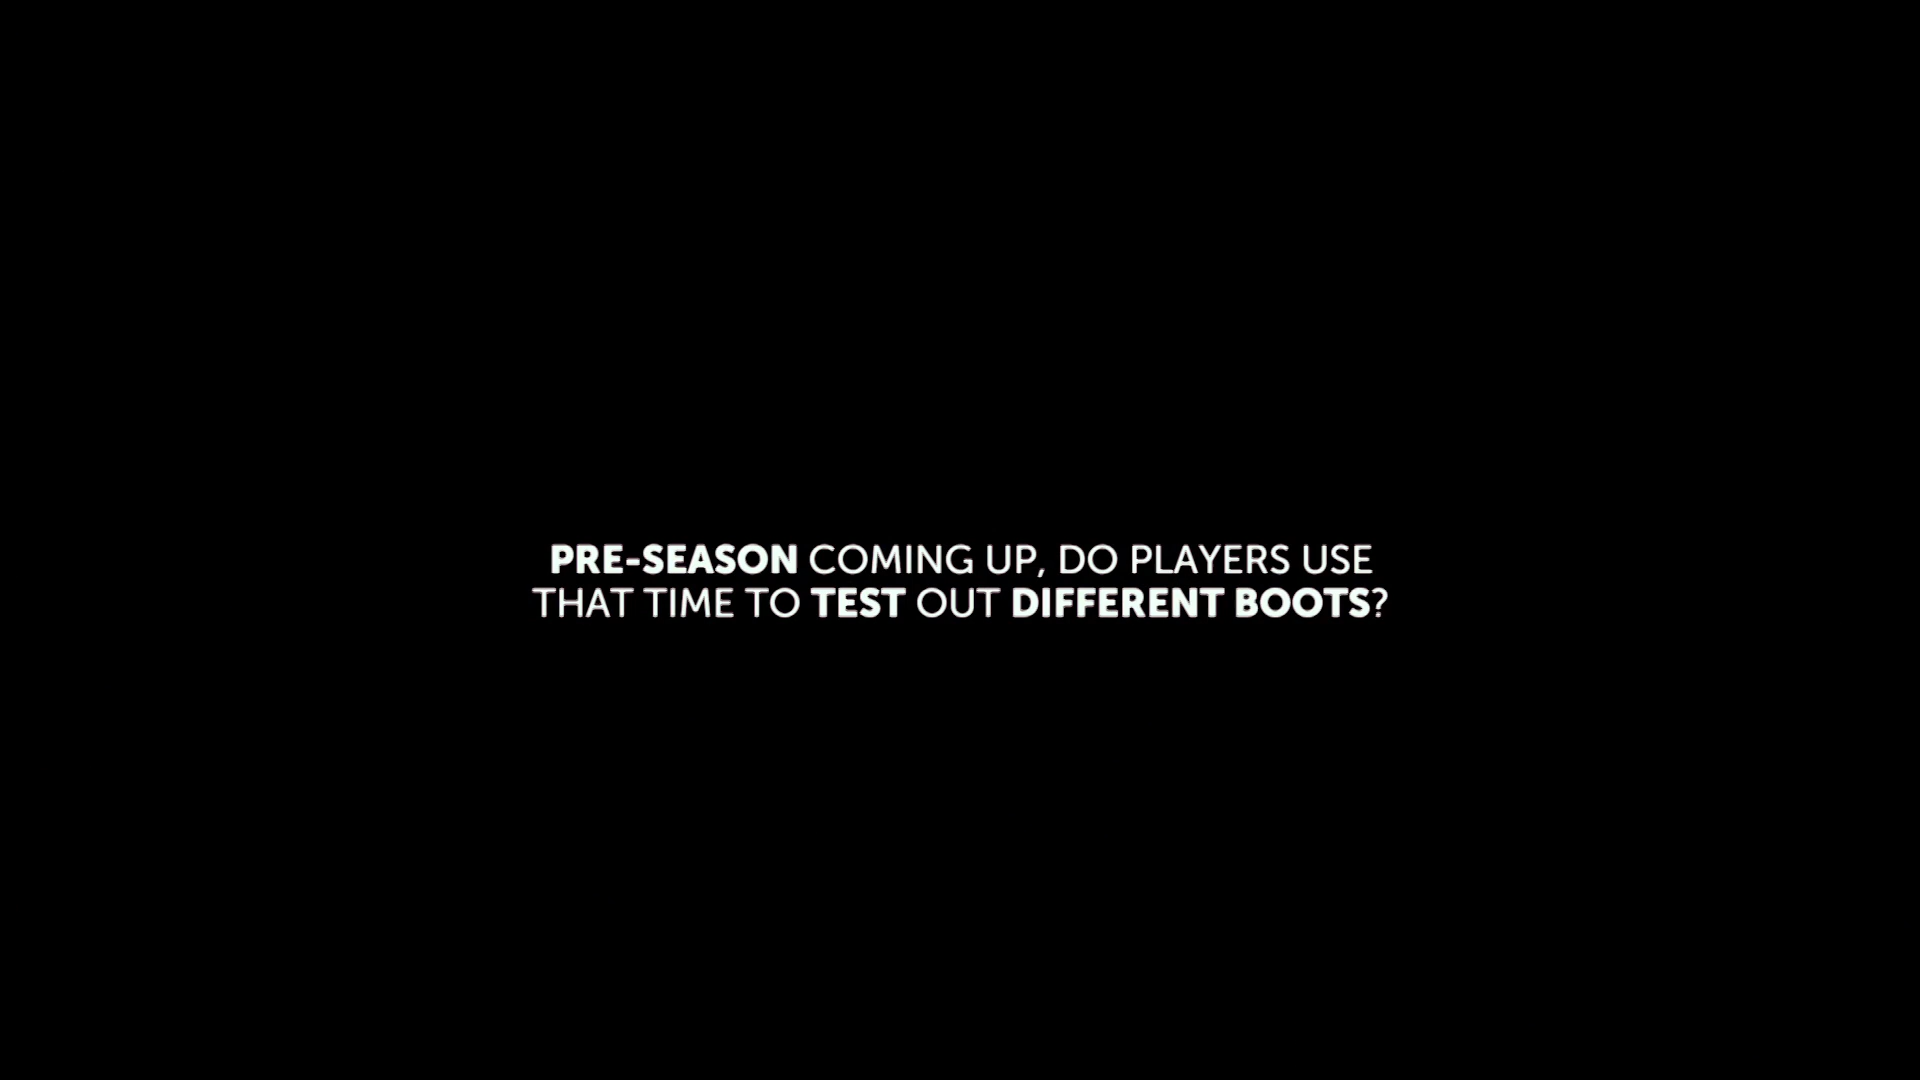 PRE-SEASON COMING UP, DO PLAYERS USE
THAT TIME TO TEST OUT DIFFERENT BOOTS?